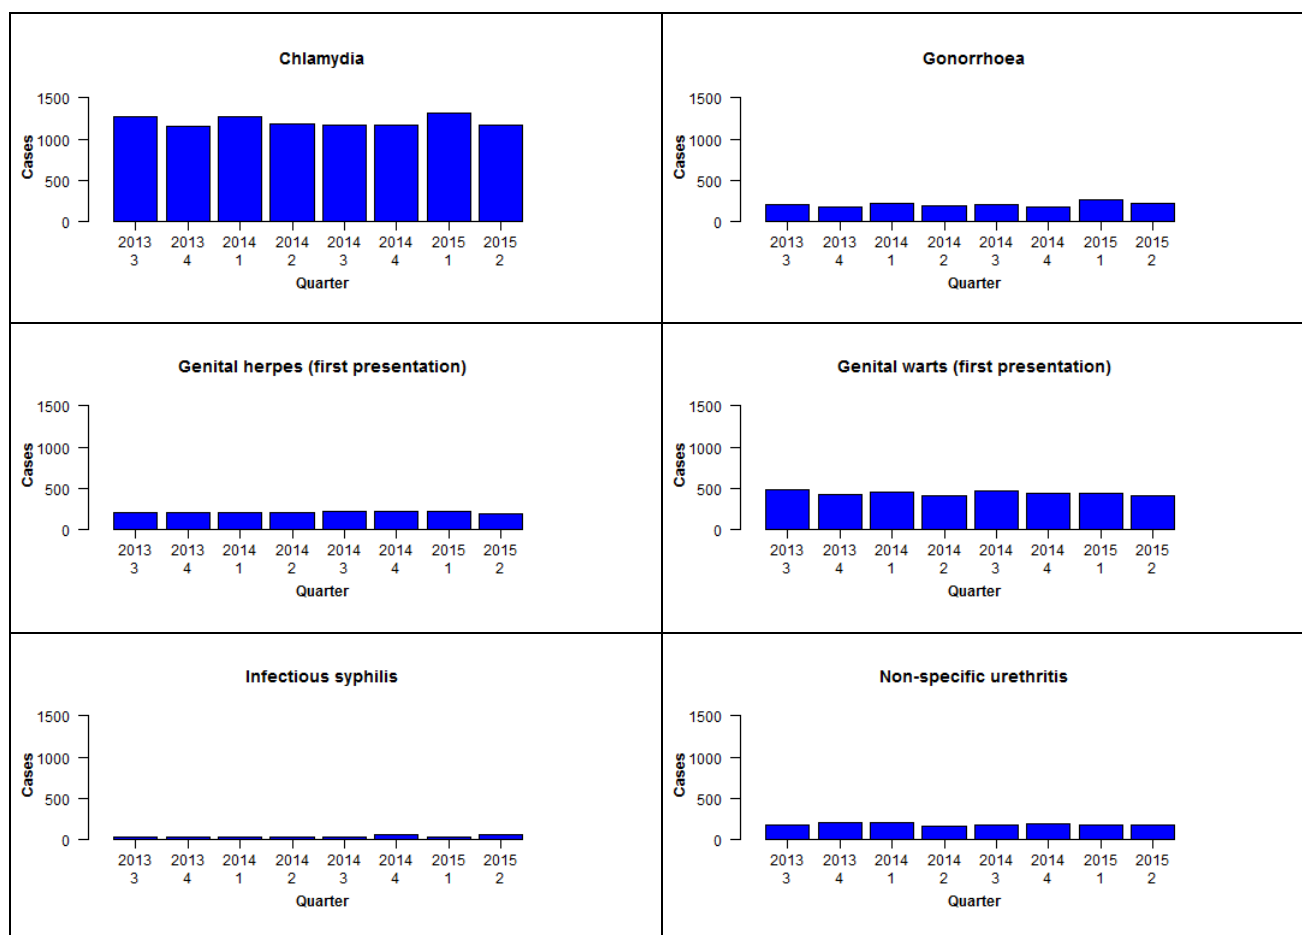 Chlamydia
1500
1000
500
0
Cases
2013 2013 2014 2014 2014 2014 2015 2015
3 4 1 2 3 4 1 2
Quarter
Gonorrhoea
1500
1000
500
0
Cases
2013 2013 2014 2014 2014 2014 2015 2015
3 4 1 2 3 4 1 2
Quarter
Genital herpes (first presentation)
1500
1000
500
0
Cases
2013 2013 2014 2014 2014 2014 2015 2015
3 4 1 2 3 4 1 2
Quarter
Genital warts (first presentation)
1500
1000
500
0
Cases
2013 2013 2014 2014 2014 2014 2015 2015
3 4 1 2 3 4 1 2
Quarter
Infectious syphilis
1500
1000
500
0
Cases
2013 2013 2014 2014 2014 2014 2015 2015
3 4 1 2 3 4 1 2
Quarter
Non-specific urethritis
1500
1000
500
0
Cases
2013 2013 2014 2014 2014 2014 2015 2015
3 4 1 2 3 4 1 2
Quarter